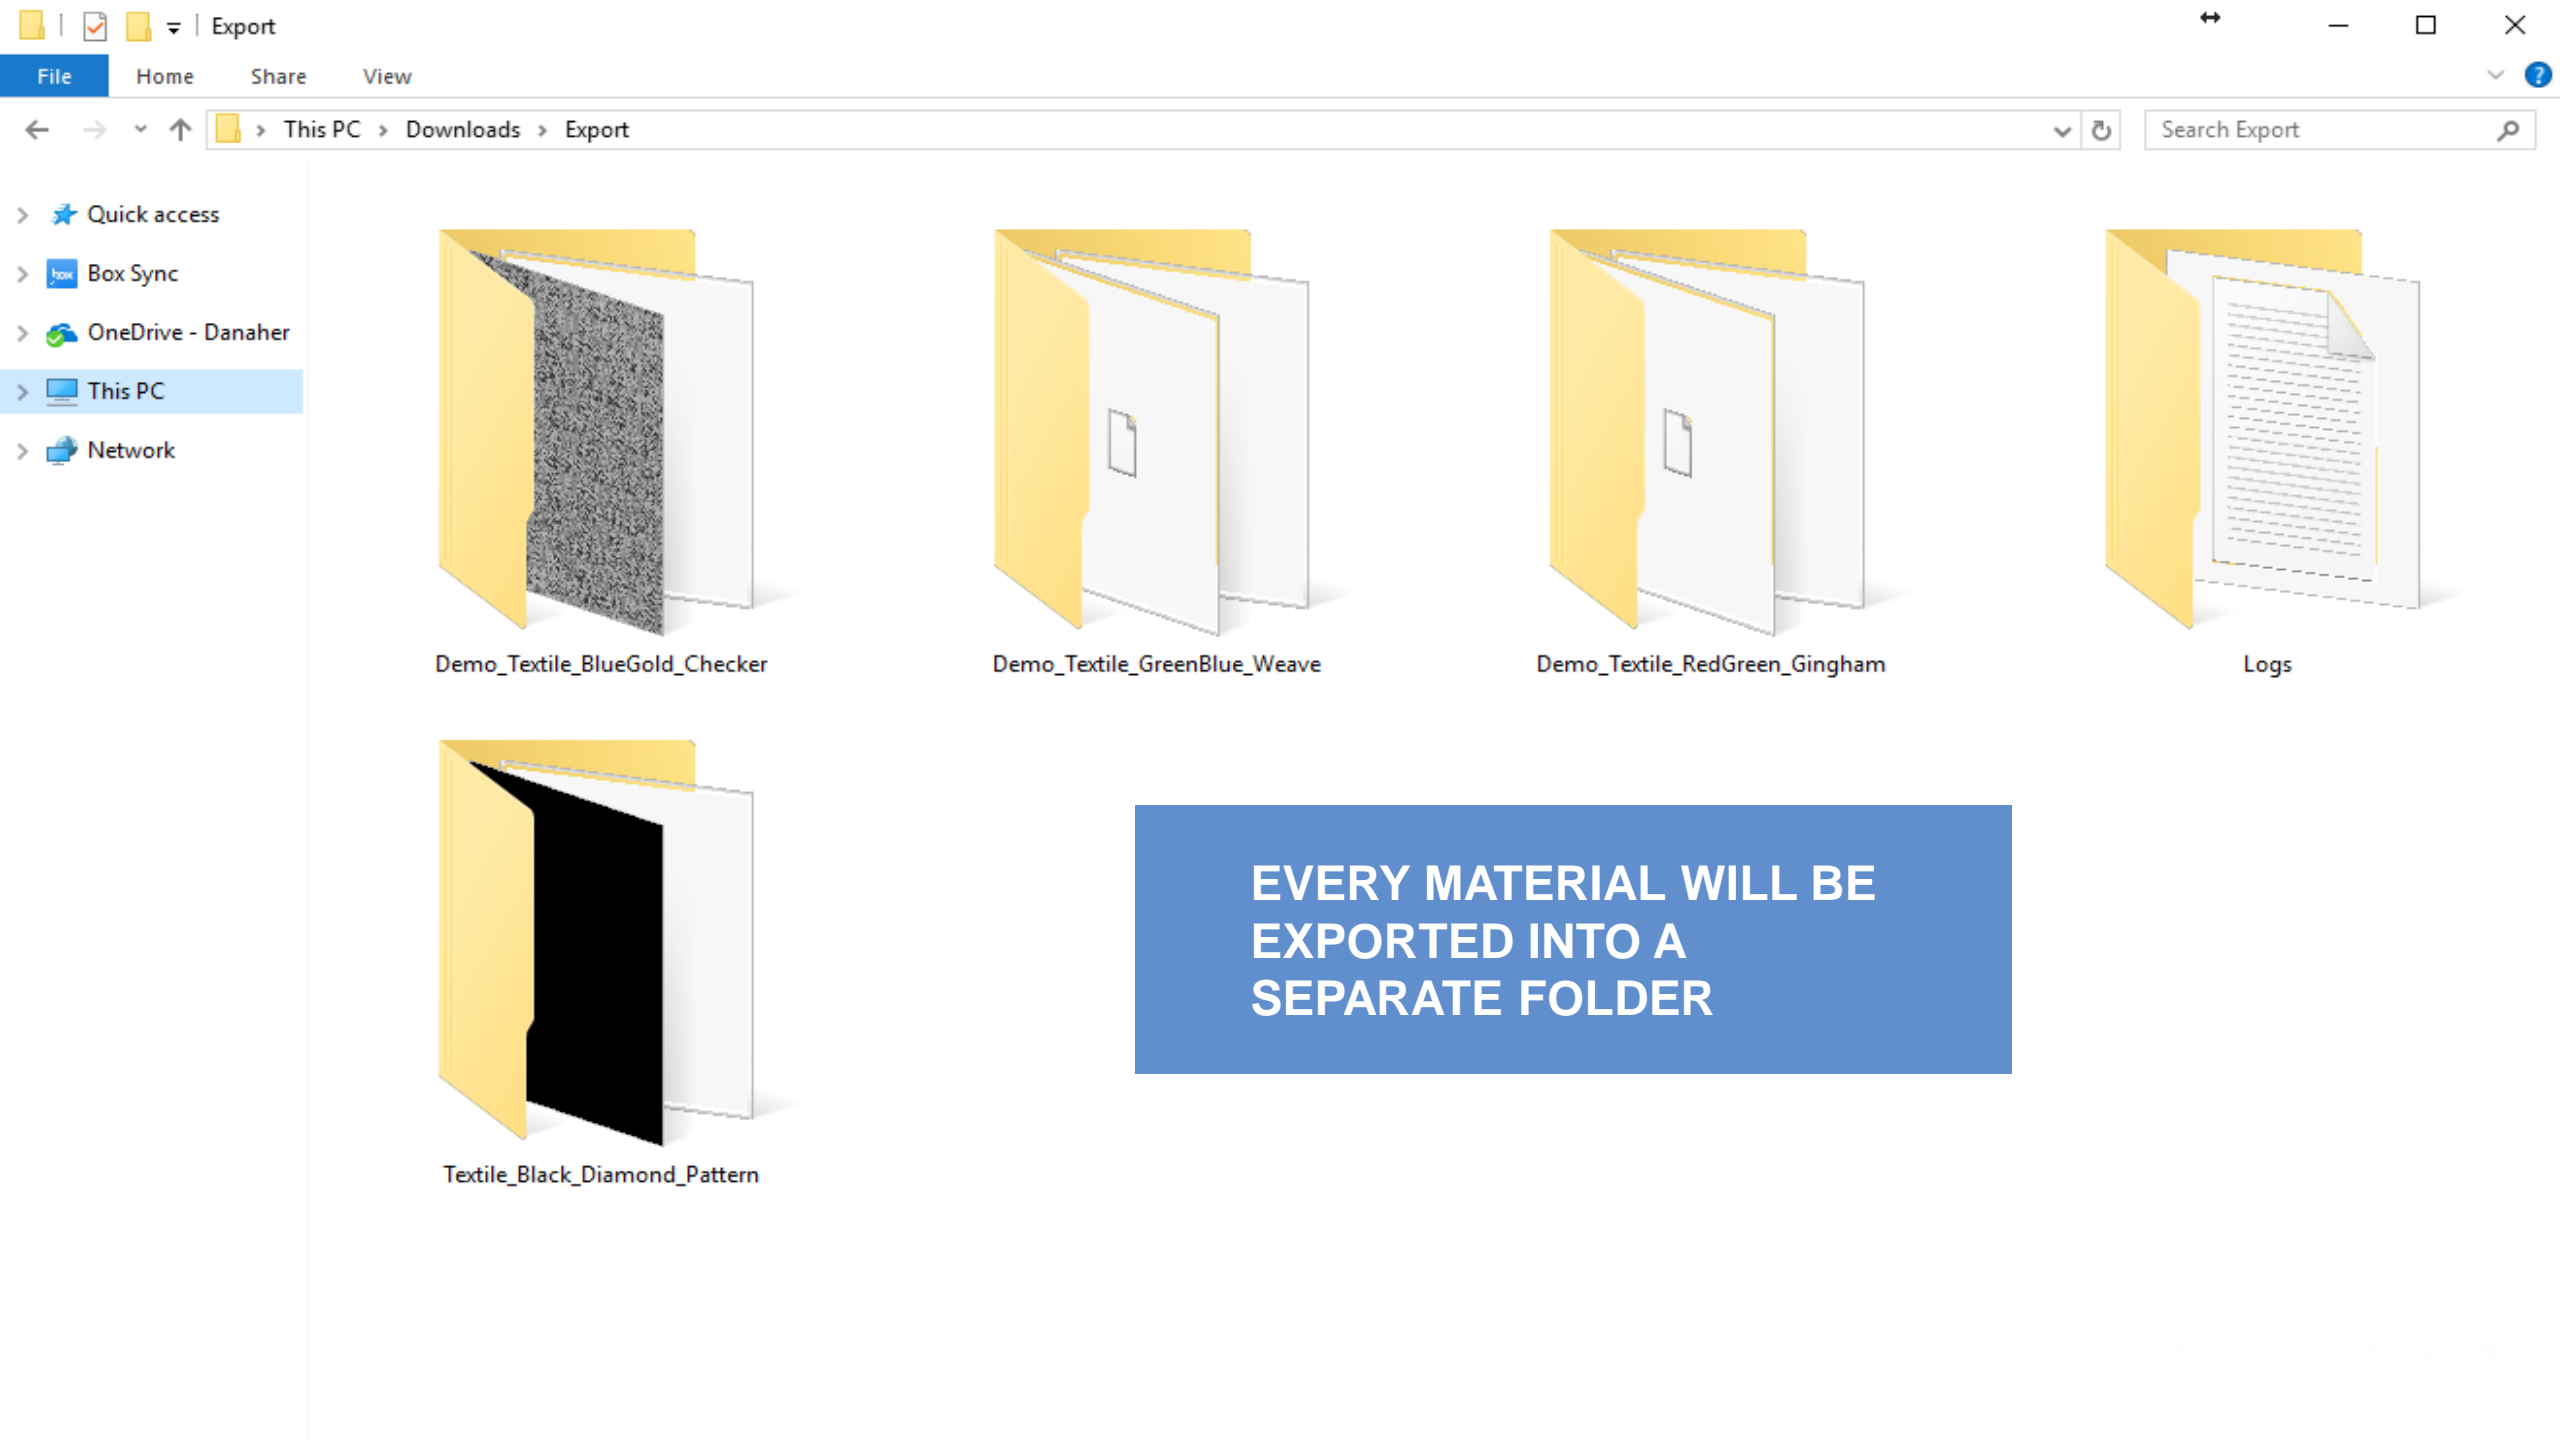 Export
File Home Share View
This PC Downloads Export
Search Export
Quick access
box Box Sync
OneDrive - Danaher
This PC
Network
Demo_Textile_BlueGold_Checker
Demo_Textile_GreenBlue_Weave
Demo_Textile_RedGreen_Gingham
Logs
Textile_Black_Diamond_Pattern
EVERY MATERIAL WILL BE
EXPORTED INTO A
SEPARATE FOLDER